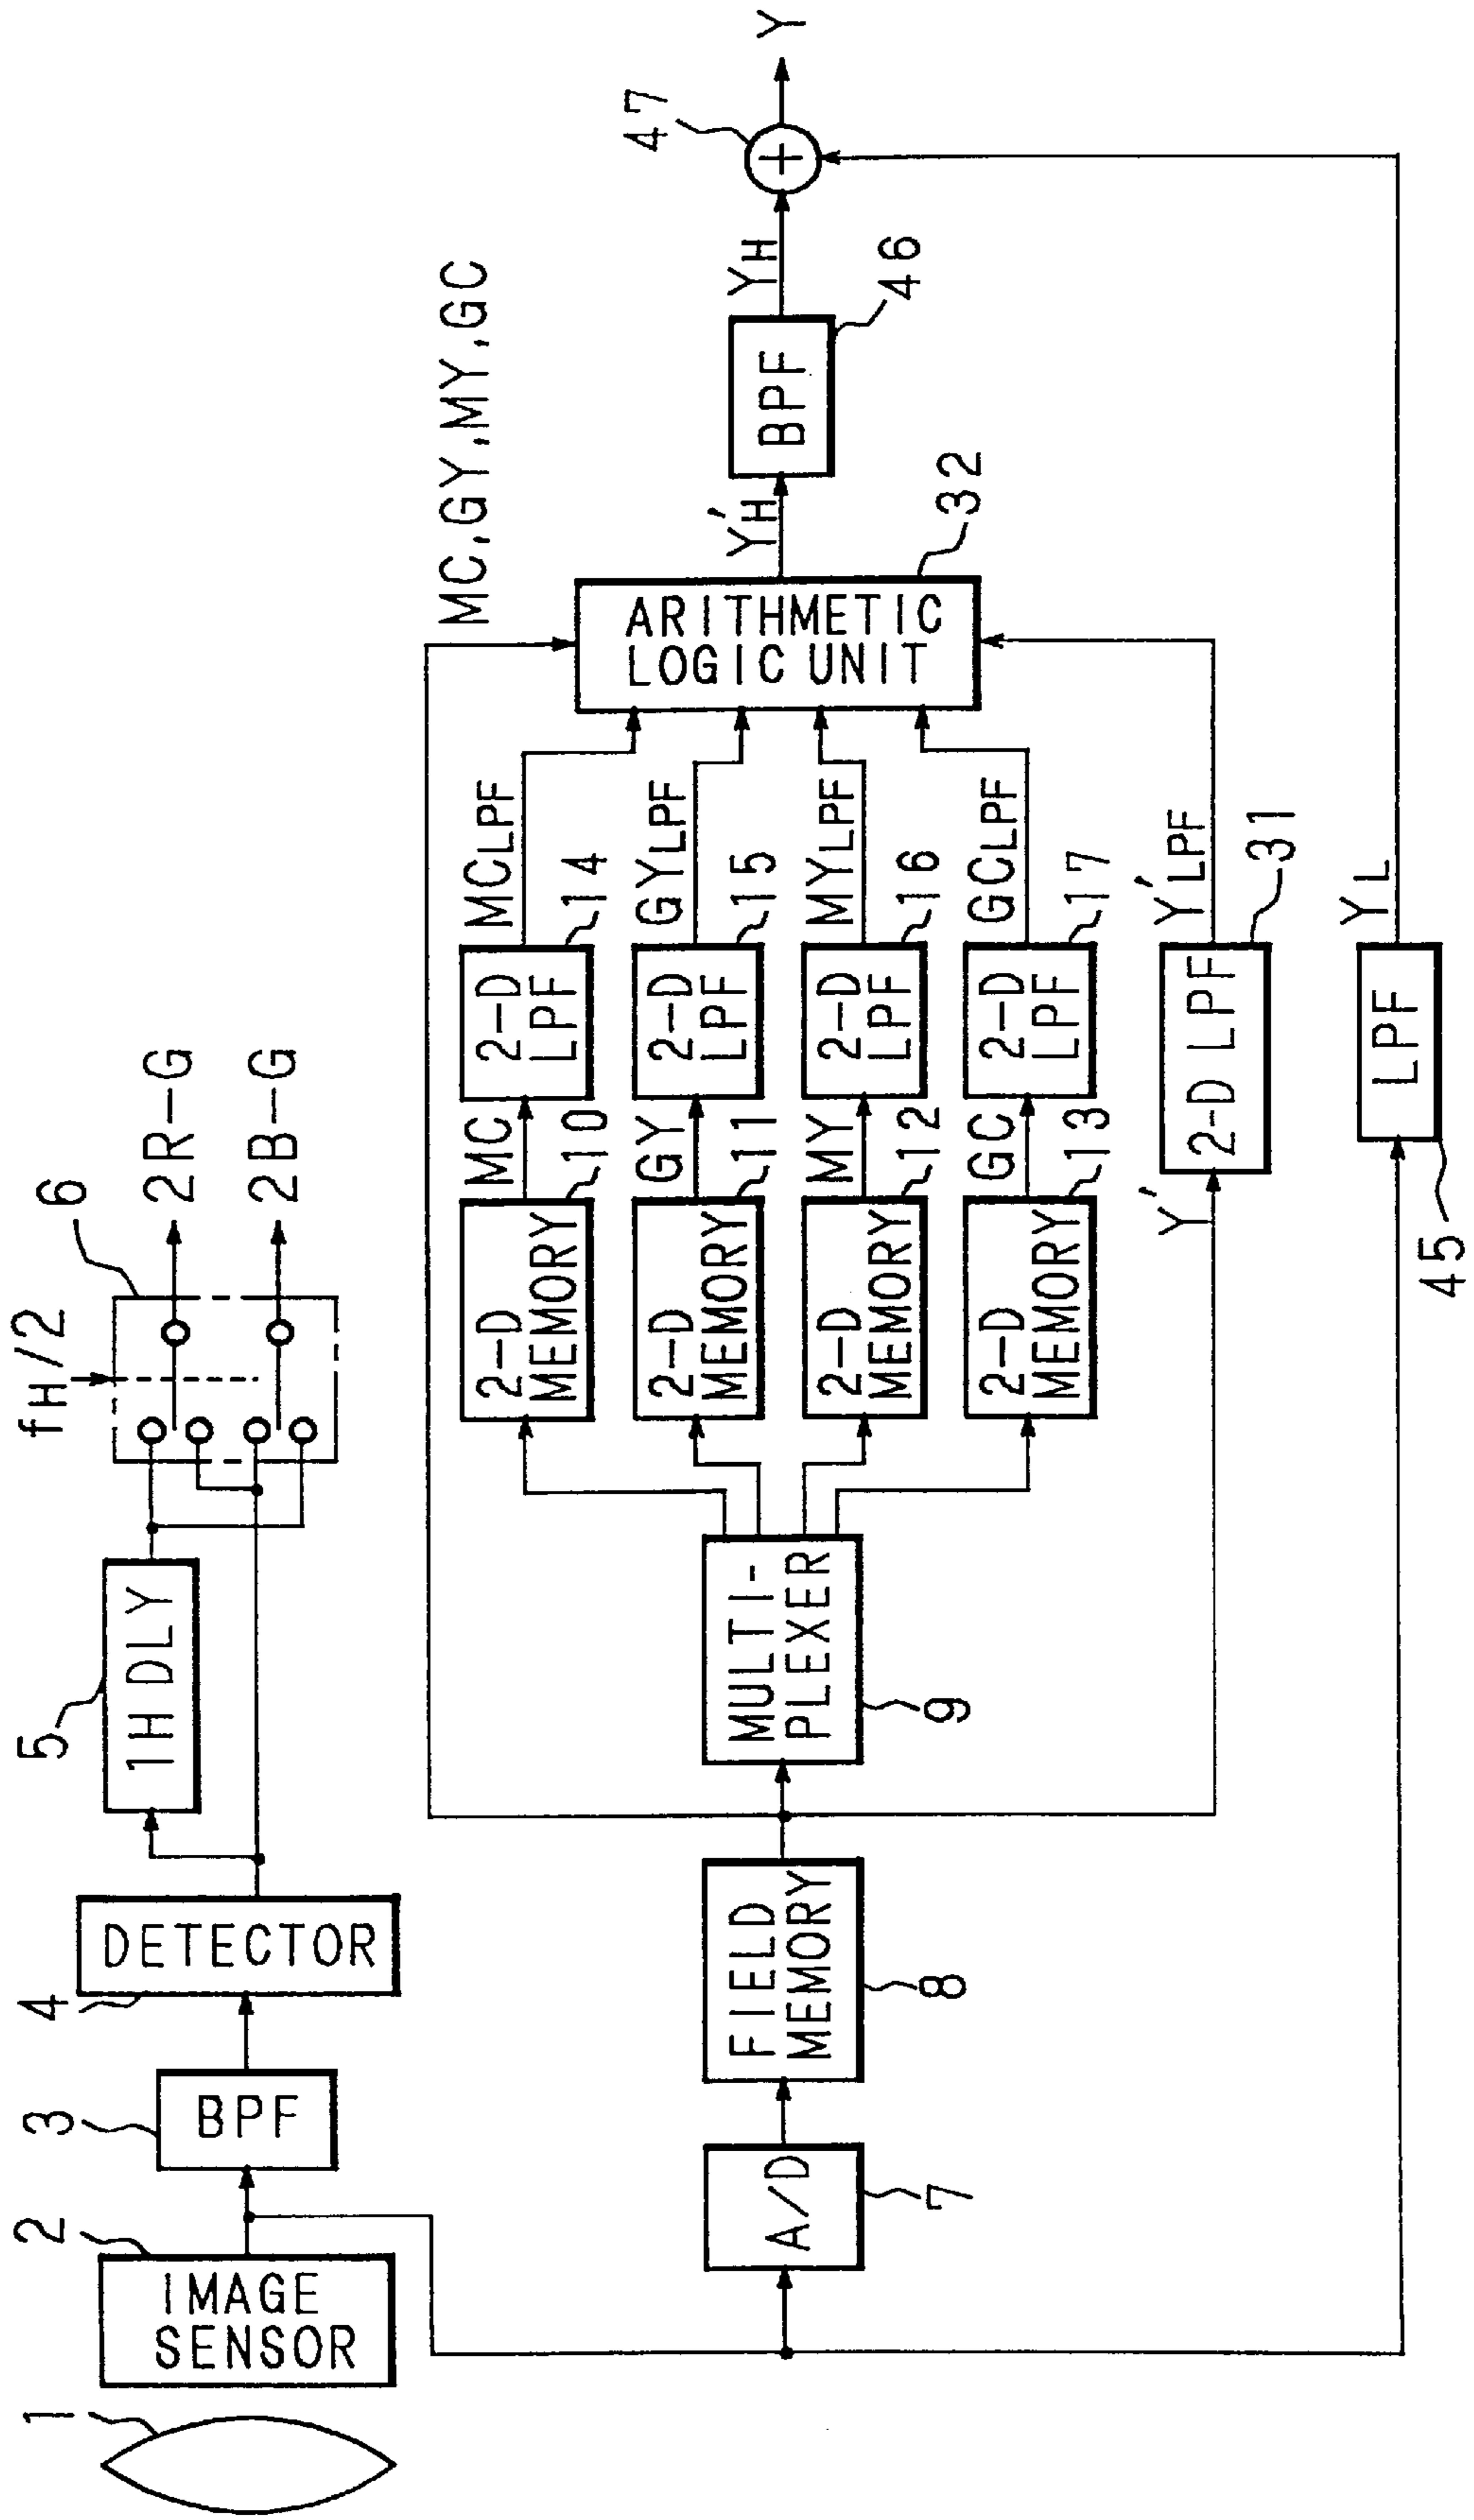 1
2
IMAGE
SENSOR
3
BPF
4
DETECTOR
5
1H DLY
fH/2
6
2R-G
2B-G
7
A/D
8
FIELD
MEMORY
9
MULTI-
PLEXER
2-D
MEMORY
10
MC
2-D
LPF
14
MCLPF
2-D
MEMORY
11
GY
2-D
LPF
15
GYLPF
2-D
MEMORY
12
MY
2-D
LPF
16
MYLPF
2-D
MEMORY
13
GC
2-D
LPF
17
GCLPF
Y'
2-D LPF
31
Y'LPF
45
LPF
YL
MC,GY,MY,GC
ARITHMETIC
LOGIC UNIT
32
Y'H
BPF
46
YH
47
+
Y